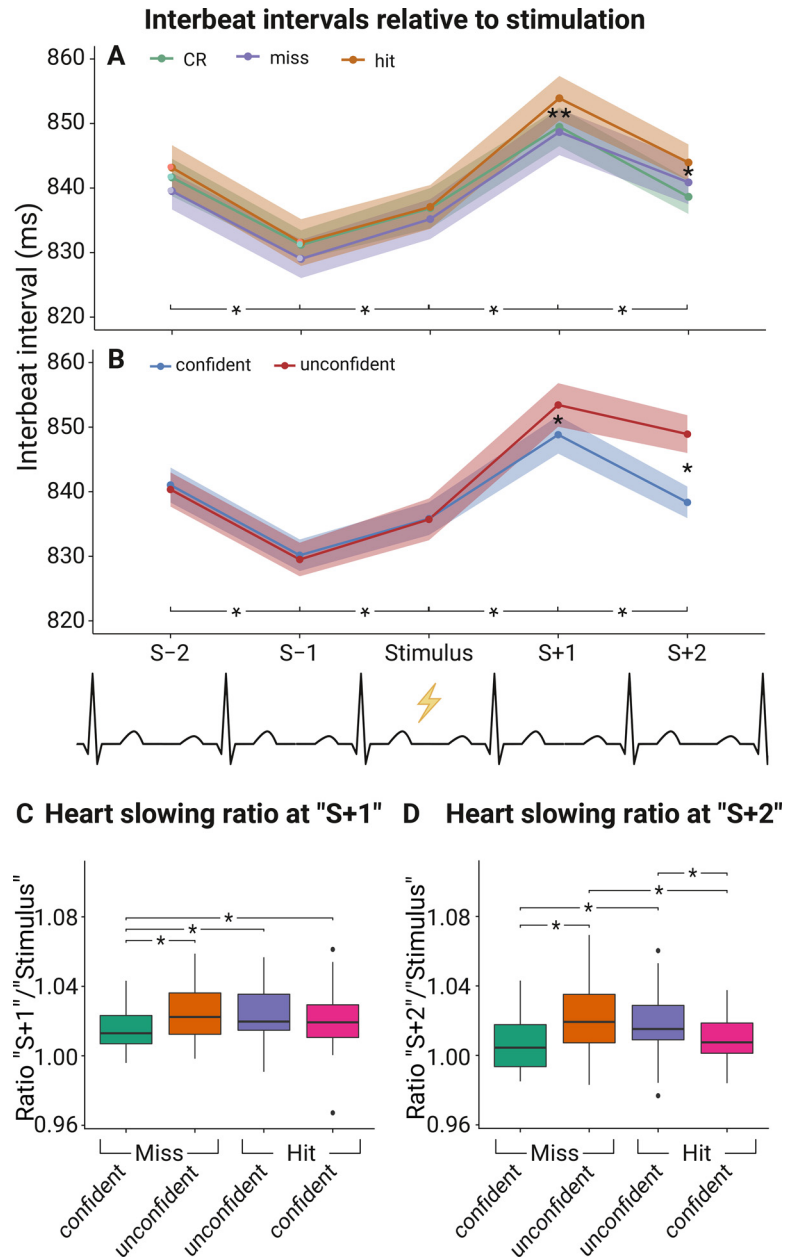 Interbeat intervals relative to stimulation
A CR miss hit
860
850
840
830
820
** 
*
* * * *
Interbeat interval (ms)
B confident unconfident
860
850
840
830
820
*
*
* * * *
S−2 S−1 Stimulus S+1 S+2
C Heart slowing ratio at "S+1"
Ratio "S+1"/"Stimulus"
1.08
1.04
1.00
0.96
*
*
*
Miss Hit
confident unconfident unconfident confident
D Heart slowing ratio at "S+2"
Ratio "S+2"/"Stimulus"
1.08
1.04
1.00
0.96
*
*
*
*
Miss Hit
confident unconfident unconfident confident